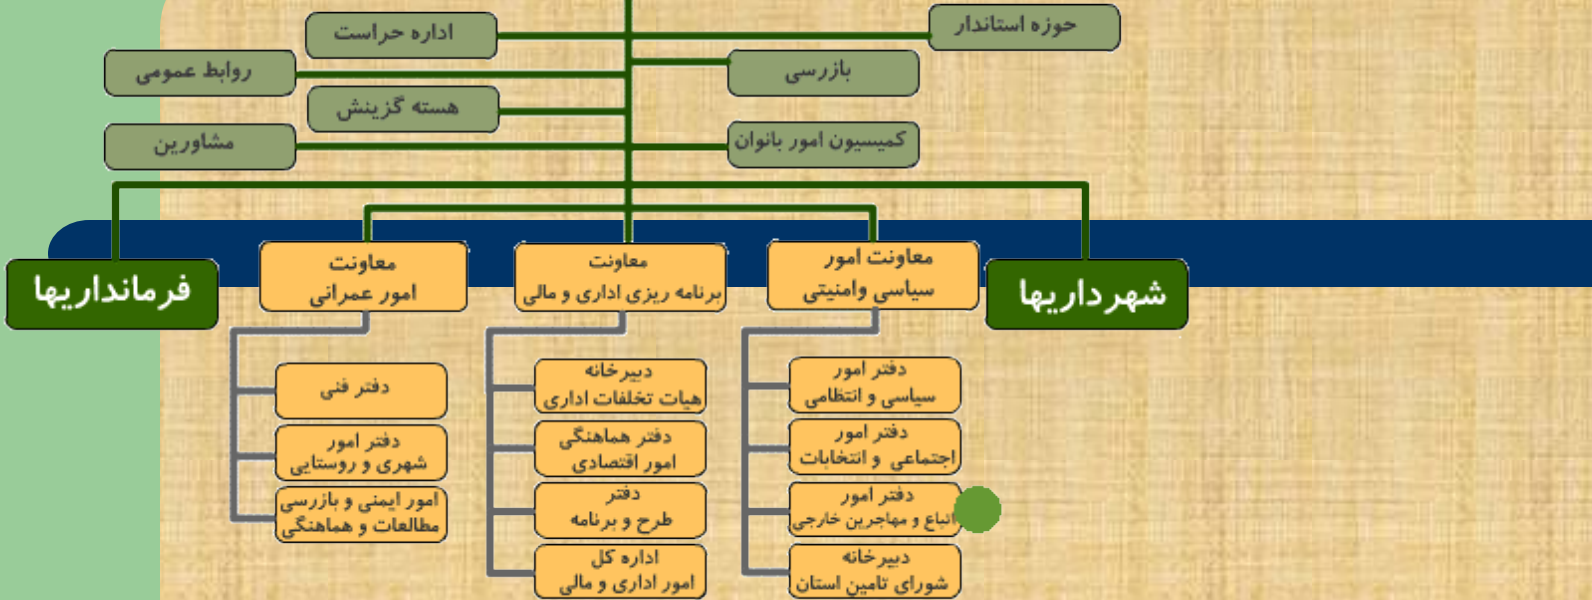 حوزه استاندار
اداره حراست
بازرسی
روابط عمومی
هسته گزینش
کمیسیون امور بانوان
مشاورین
شهرداریها
معاونت امور
سیاسی وامنیتی
معاونت
برنامه ریزی اداری و مالی
معاونت
امور عمرانی
فرمانداریها
دفتر امور
سیاسی و انتظامی
دفتر امور
اجتماعی و انتخابات
دفتر امور
اتباع و مهاجرین خارجی
دبیرخانه
شورای تامین استان
دبیرخانه
هیات تخلفات اداری
دفتر هماهنگی
امور اقتصادی
دفتر
طرح و برنامه
اداره کل
امور اداری و مالی
دفتر فنی
دفتر امور
شهری و روستایی
امور ایمنی و بازرسی
مطالعات و هماهنگی